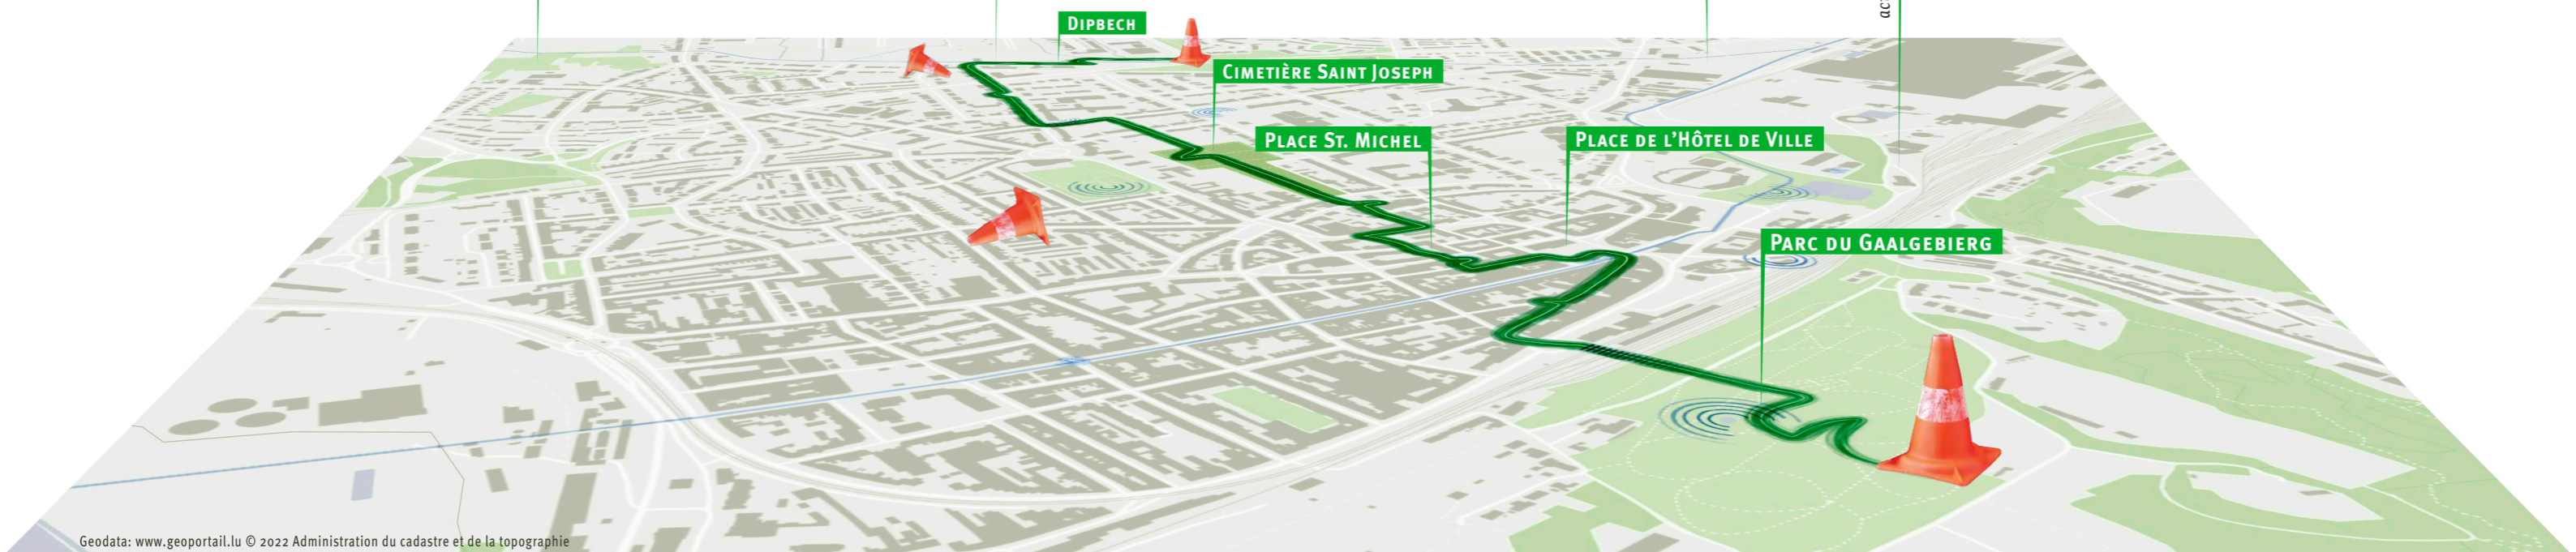 DIPBECH
CIMETIÈRE SAINT JOSEPH
PLACE ST. MICHEL
PLACE DE L'HÔTEL DE VILLE
PARC DU GAALGEBIERG
Geodata: www.geoportail.lu © 2022 Administration du cadastre et de la topographie